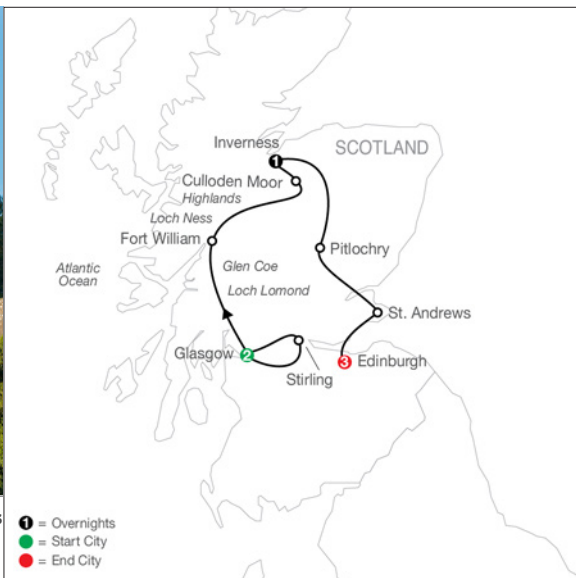 Inverness
1
SCOTLAND
Culloden Moor
Highlands
Loch Ness
Fort William
Pitlochry
Glen Coe
Atlantic
Ocean
Loch Lomond
St. Andrews
Glasgow
2
3
Edinburgh
Stirling
1 = Overnights
= Start City
= End City
s